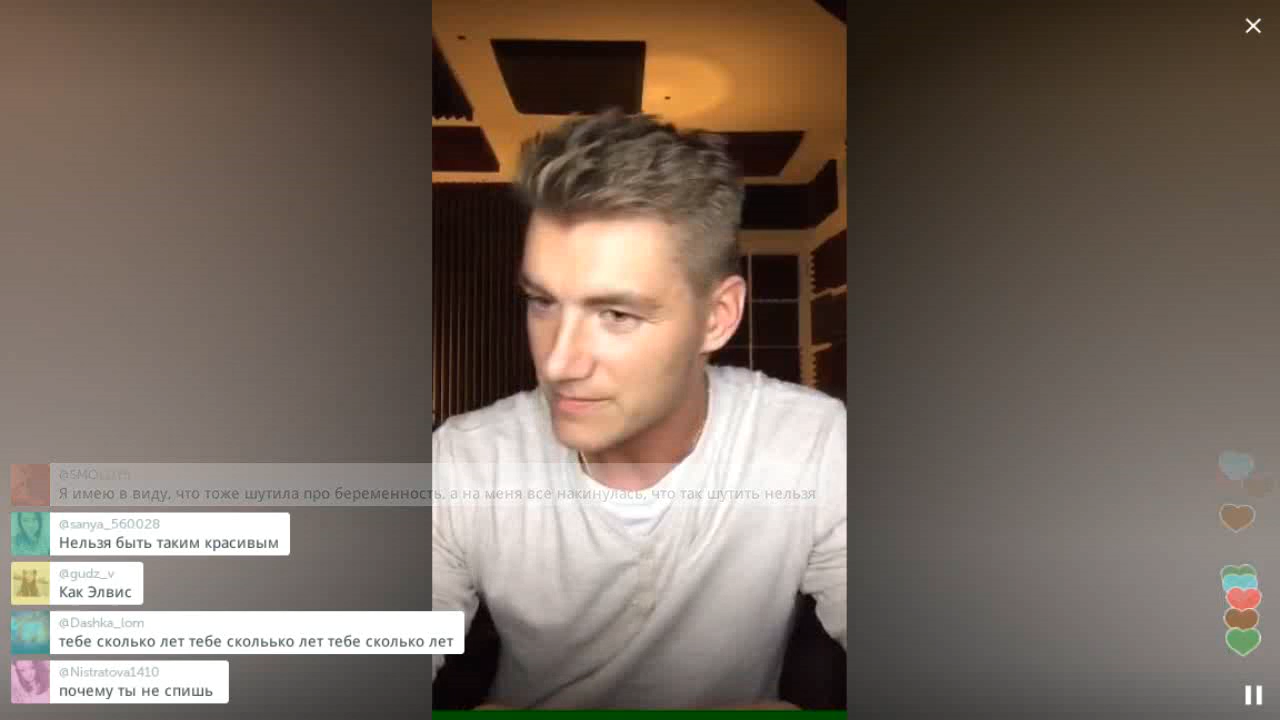 Я имею в виду, что тоже шутила про беременность, а на меня все накинулась, что так шутить нельзя
@sanya_560028
Нельзя быть таким красивым
@gudz_v
Как Элвис
@Dashka_lom
тебе сколько лет тебе скольько лет тебе сколько лет
@Nistratova1410
почему ты не спишь